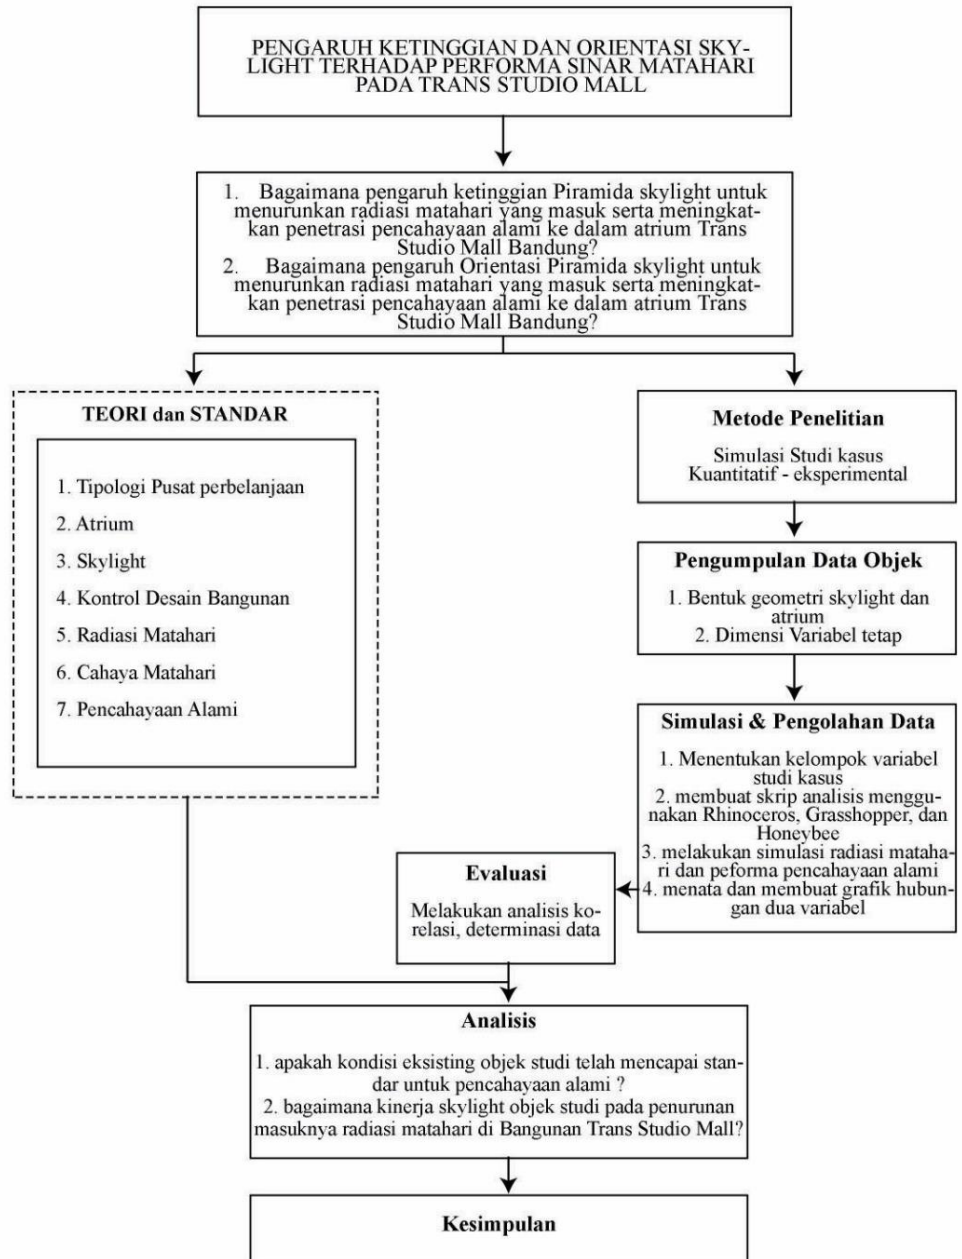 PENGARUH KETINGGIAN DAN ORIENTASI SKY-
LIGHT TERHADAP PERFORMA SINAR MATAHARI
PADA TRANS STUDIO MALL
1. Bagaimana pengaruh ketinggian Piramida skylight untuk
menurunkan radiasi matahari yang masuk serta meningkat-
kan penetrasi pencahayaan alami ke dalam atrium Trans
Studio Mall Bandung?
2. Bagaimana pengaruh Orientasi Piramida skylight untuk
menurunkan radiasi matahari yang masuk serta meningkat-
kan penetrasi pencahayaan alami ke dalam atrium Trans
Studio Mall Bandung?
TEORI dan STANDAR
1. Tipologi Pusat perbelanjaan
2. Atrium
3. Skylight
4. Kontrol Desain Bangunan
5. Radiasi Matahari
6. Cahaya Matahari
7. Pencahayaan Alami
Metode Penelitian
Simulasi Studi kasus
Kuantitatif - eksperimental
Pengumpulan Data Objek
1. Bentuk geometri skylight dan
atrium
2. Dimensi Variabel tetap
Simulasi & Pengolahan Data
1. Menentukan kelompok variabel
studi kasus
2. membuat skrip analisis menggu-
nakan Rhinoceros, Grasshopper, dan
Honeybee
3. melakukan simulasi radiasi mataha-
ri dan peforma pencahayaan alami
4. menata dan membuat grafik hubun-
gan dua variabel
Evaluasi
Melakukan analisis ko-
relasi, determinasi data
Analisis
1. apakah kondisi eksisting objek studi telah mencapai stan-
dar untuk pencahayaan alami ?
2. bagaimana kinerja skylight objek studi pada penurunan
masuknya radiasi matahari di Bangunan Trans Studio Mall?
Kesimpulan